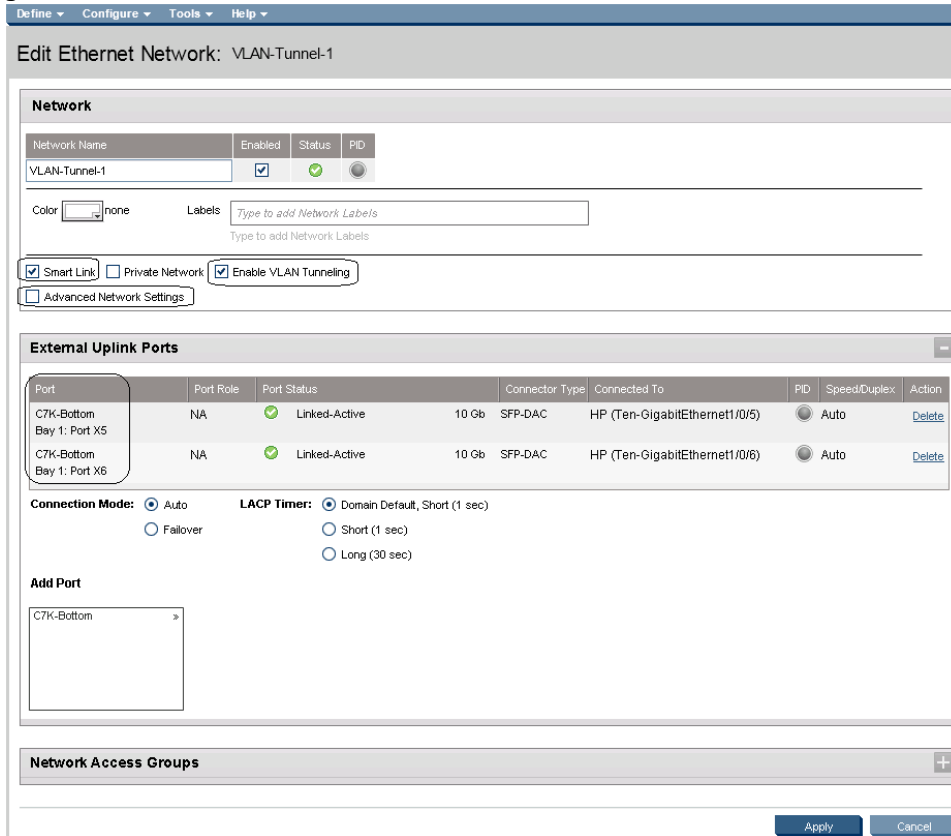 Define Configure Tools Help
Edit Ethernet Network: VLAN-Tunnel-1
Network
Network Name Enabled Status PID
VLAN-Tunnel-1
Color none Labels Type to add Network Labels
Type to add Network Labels
Smart Link Private Network Enable VLAN Tunneling
Advanced Network Settings
External Uplink Ports
Port Port Role Port Status Connector Type Connected To PID Speed/Duplex Action
C7K-Bottom NA Linked-Active 10 Gb SFP-DAC HP (Ten-GigabitEthernet1/0/5) Auto Delete
Bay 1: Port X5
C7K-Bottom NA Linked-Active 10 Gb SFP-DAC HP (Ten-GigabitEthernet1/0/6) Auto Delete
Bay 1: Port X6
Connection Mode: Auto LACP Timer: Domain Default, Short (1 sec)
Failover Short (1 sec)
Long (30 sec)
Add Port
C7K-Bottom »
Network Access Groups
Apply Cancel